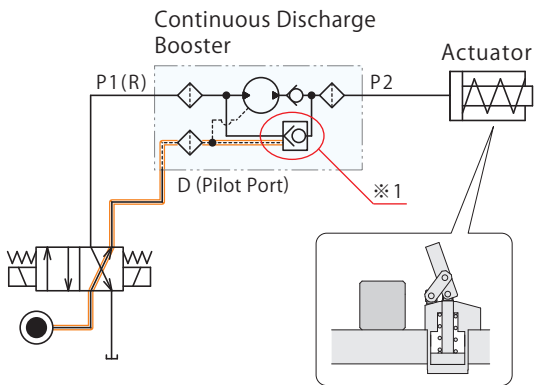 Continuous Discharge
Booster
Actuator
P1(R)
P2
D (Pilot Port)
※1